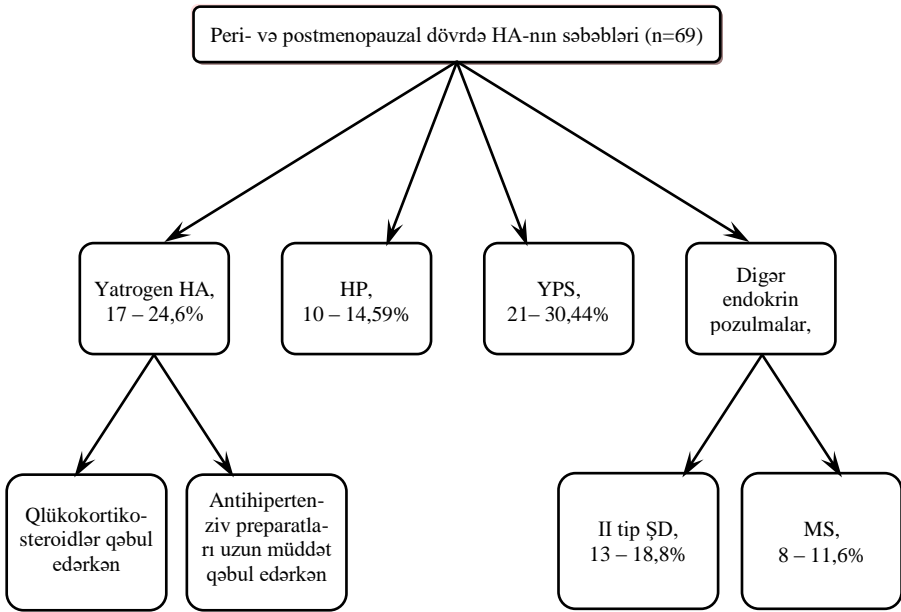 Peri- və postmenopauzal dövrdə HA-nın səbəbləri (n=69)
Yatrogen HA,
17 – 24,6%
HP,
10 – 14,59%
YPS,
21– 30,44%
Digər
endokrin
pozulmalar,
Qlükokortiko-
steroidlər qəbul
edərkən
Antihiperten-
ziv preparatla-
rı uzun müddət
qəbul edərkən
II tip ŞD,
13 – 18,8%
MS,
8 – 11,6%